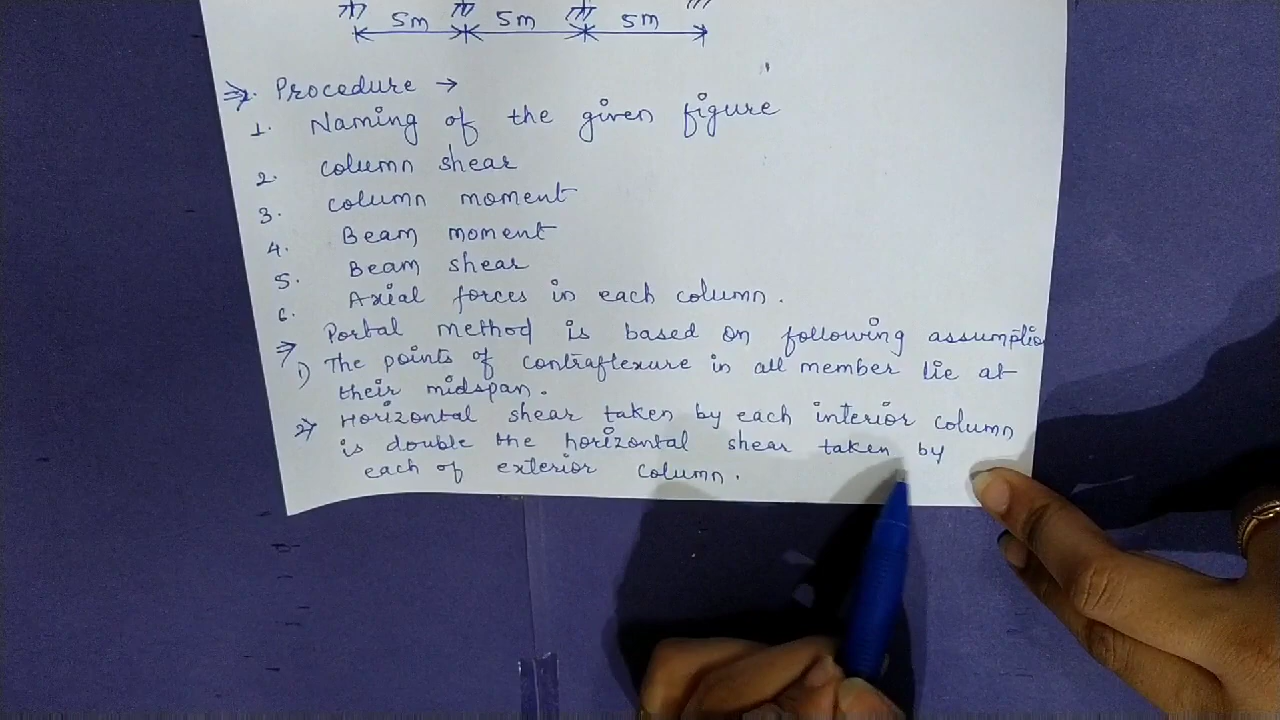 5m 5m 5m
⇒. Procedure →
1. Naming of the given figure
2. column shear
3. column moment
4. Beam moment
5. Beam shear
6. Axial forces in each column.
⇒ Portal method is based on following assumption
1) The points of contraflexure in all member lie at
their midspan.
2) Horizontal shear taken by each interior column
is double the horizontal shear taken by
each of exterior column.